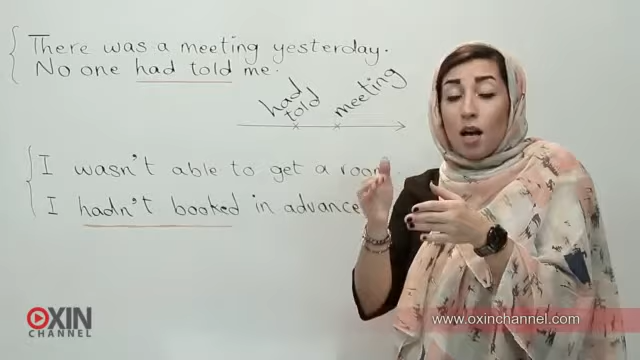 There was a meeting yesterday.
No one had told me.
had told
meeting
I wasn't able to get a room.
I hadn't booked in advance
OXIN
CHANNEL
www.oxinchannel.com